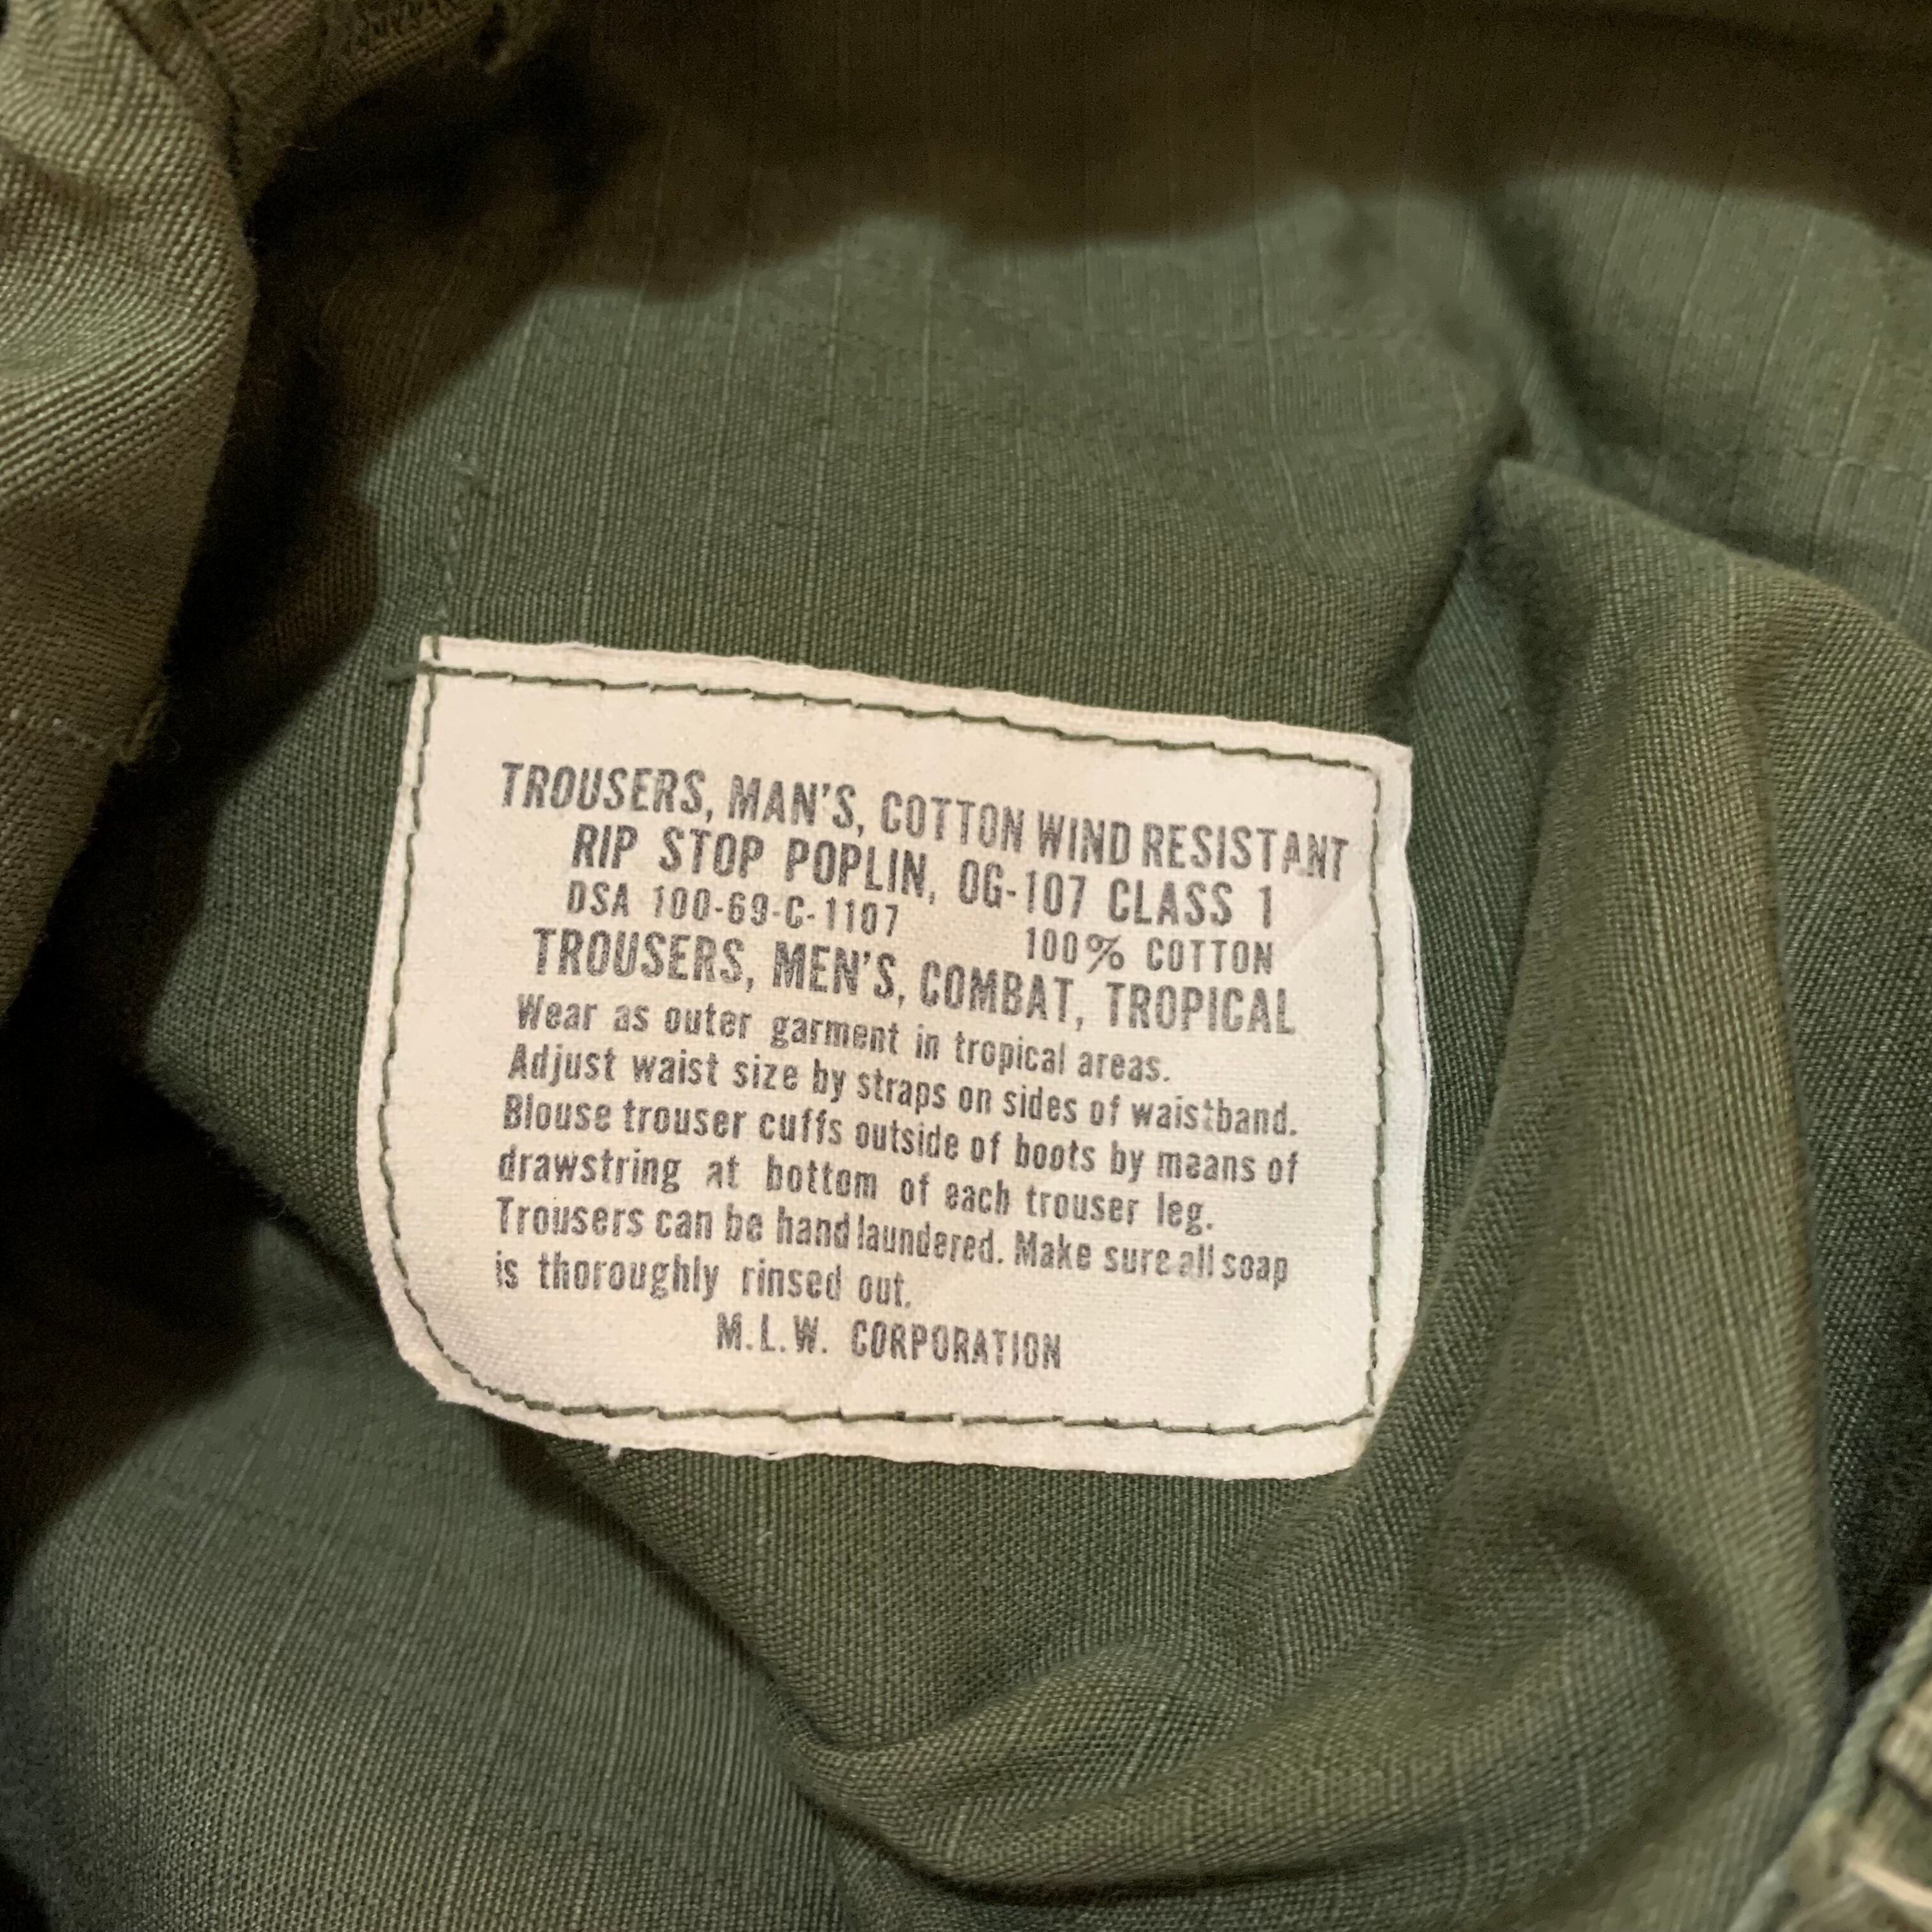 TROUSERS, MAN'S, COTTON WIND RESISTANT
RIP STOP POPLIN, OG-107 CLASS 1
DSA 100-69-C-1107 100% COTTON
TROUSERS, MEN'S, COMBAT, TROPICAL
Wear as outer garment in tropical areas.
Adjust waist size by straps on sides of waistband.
Blouse trouser cuffs outside of boots by means of
drawstring at bottom of each trouser leg.
Trousers can be hand laundered. Make sure all soap
is thoroughly rinsed out.
M.L.W. CORPORATION